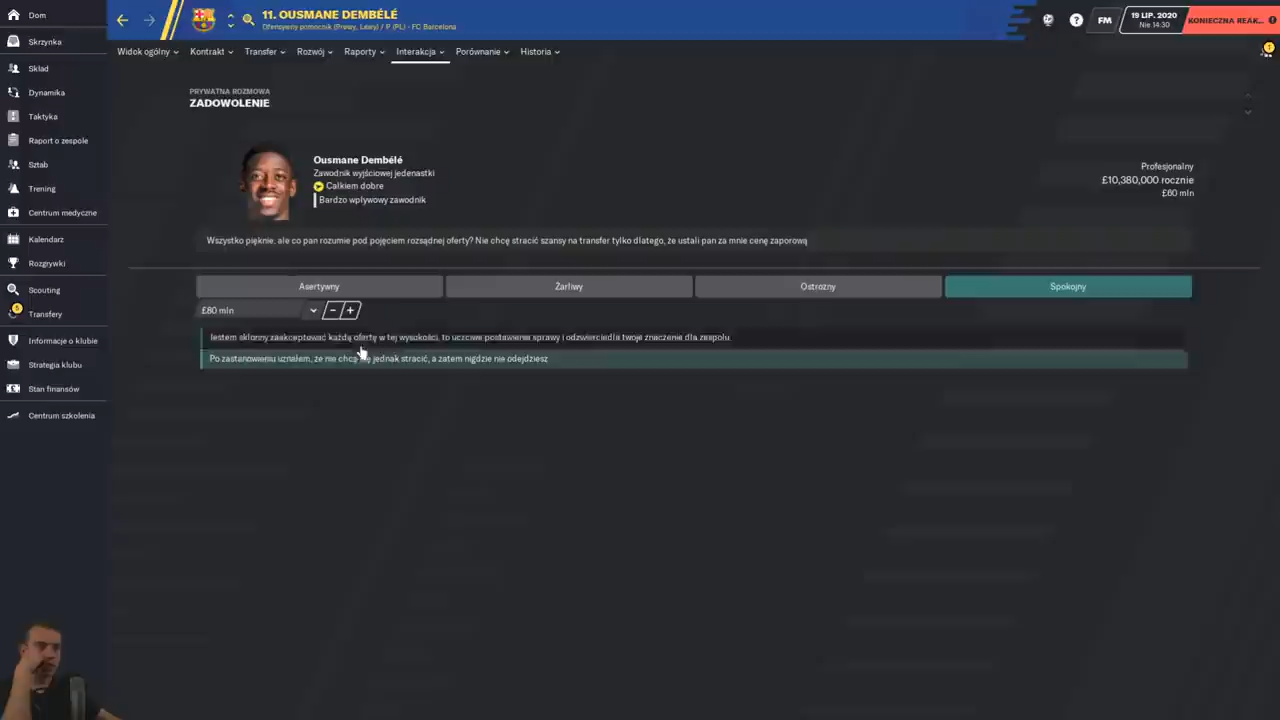 Dom
Skrzynka
Skład
Dynamika
Taktyka
Raport o zespole
Sztab
Trening
Centrum medyczne
Kalendarz
Rozgrywki
Scouting
5
Transfery
Informacje o klubie
Strategia klubu
Stan finansów
Centrum szkolenia
11. OUSMANE DEMBÉLÉ
Ofensywny pomocnik (Prawy, Lewy) / P (PL) - FC Barcelona
FM
19 LIP. 2020
Nie 14:30
KONIECZNA REAK...
Widok ogólny
Kontrakt
Transfer
Rozwój
Raporty
Interakcja
Porównanie
Historia
1
PRYWATNA ROZMOWA
ZADOWOLENIE
Ousmane Dembélé
Zawodnik wyjściowej jedenastki
Całkiem dobre
Bardzo wpływowy zawodnik
Profesjonalny
£10,380,000 rocznie
£60 mln
Wszystko pięknie, ale co pan rozumie pod pojęciem rozsądnej oferty? Nie chcę stracić szansy na transfer tylko dlatego, że ustali pan za mnie cenę zaporową
Asertywny
Żarliwy
Ostrożny
Spokojny
£60 mln
Jestem skłonny zaakceptować każdą ofertę w tej wysokości, to uczciwe postawienie sprawy i odzwierciedla twoje znaczenie dla zespołu
Po zastanowieniu uznałem, że nie chcę cię jednak stracić, a zatem nigdzie nie odejdziesz